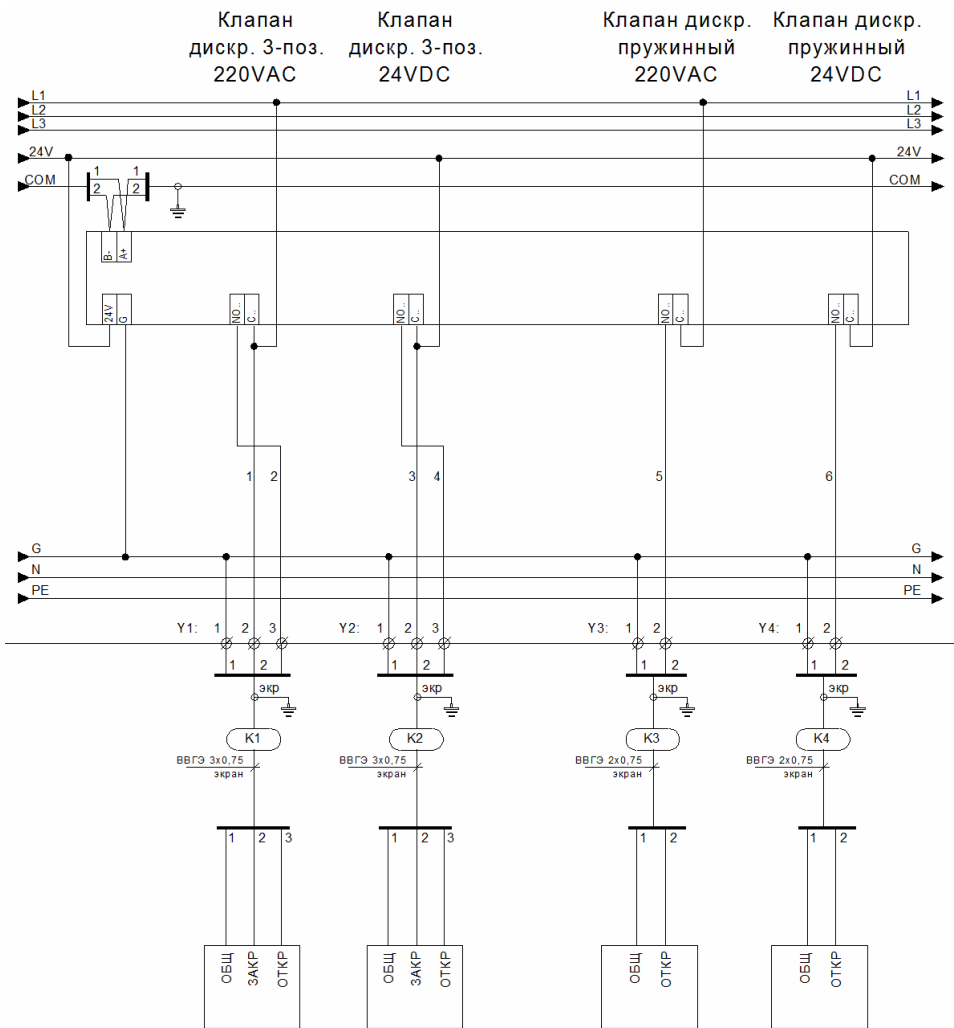 Клапан
дискр. 3-поз.
220VAC
Клапан
дискр. 3-поз.
24VDC
Клапан дискр.
пружинный
220VAC
Клапан дискр.
пружинный
24VDC
L1 L1
L2 L2
L3 L3
24V 24V
COM COM
1 1
2 2
B- A+
24V G NO.. C.. NO.. C.. NO.. C.. NO.. C..
1 2 3 4 5 6
G G
N N
PE PE
Y1: 1 2 3 Y2: 1 2 3 Y3: 1 2 Y4: 1 2
1 2 1 2 1 2 1 2
экр экр экр экр
K1 K2 K3 K4
ВВГЭ 3x0,75 ВВГЭ 3x0,75 ВВГЭ 2x0,75 ВВГЭ 2x0,75
экран экран экран экран
1 2 3 1 2 3 1 2 1 2
ОБЩ ЗАКР ОТКР ОБЩ ЗАКР ОТКР ОБЩ ОТКР ОБЩ ОТКР